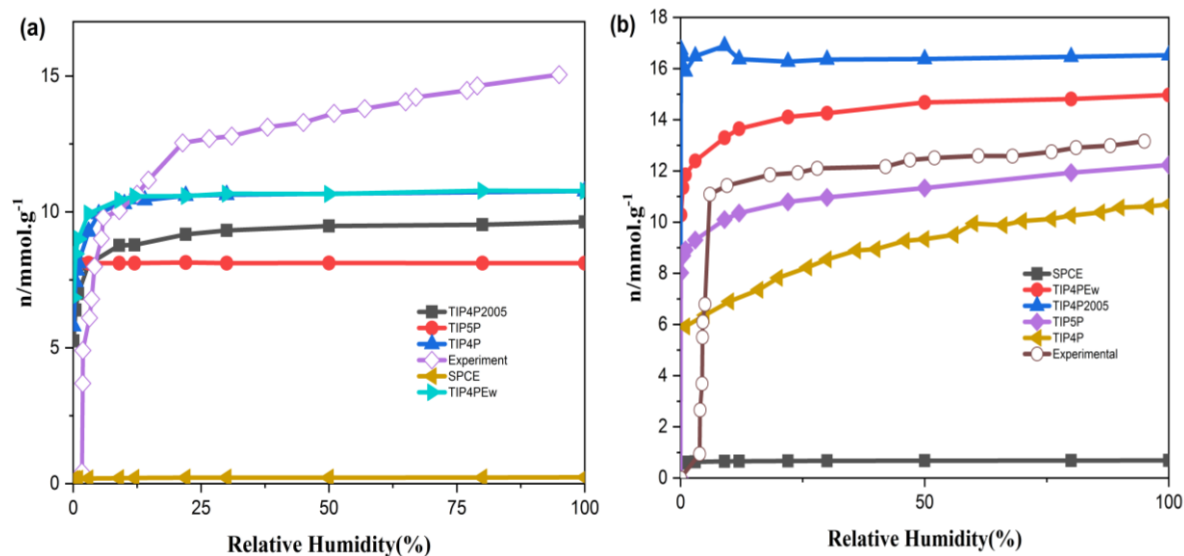 (a)
n/mmol.g-1
15
10
5
0
TIP4P2005
TIP5P
TIP4P
Experiment
SPCE
TIP4PEw
0 25 50 75 100
Relative Humidity(%)
(b)
n/mmol.g-1
18
16
14
12
10
8
6
4
2
0
SPCE
TIP4PEw
TIP4P2005
TIP5P
TIP4P
Experimental
0 50 100
Relative Humidity(%)